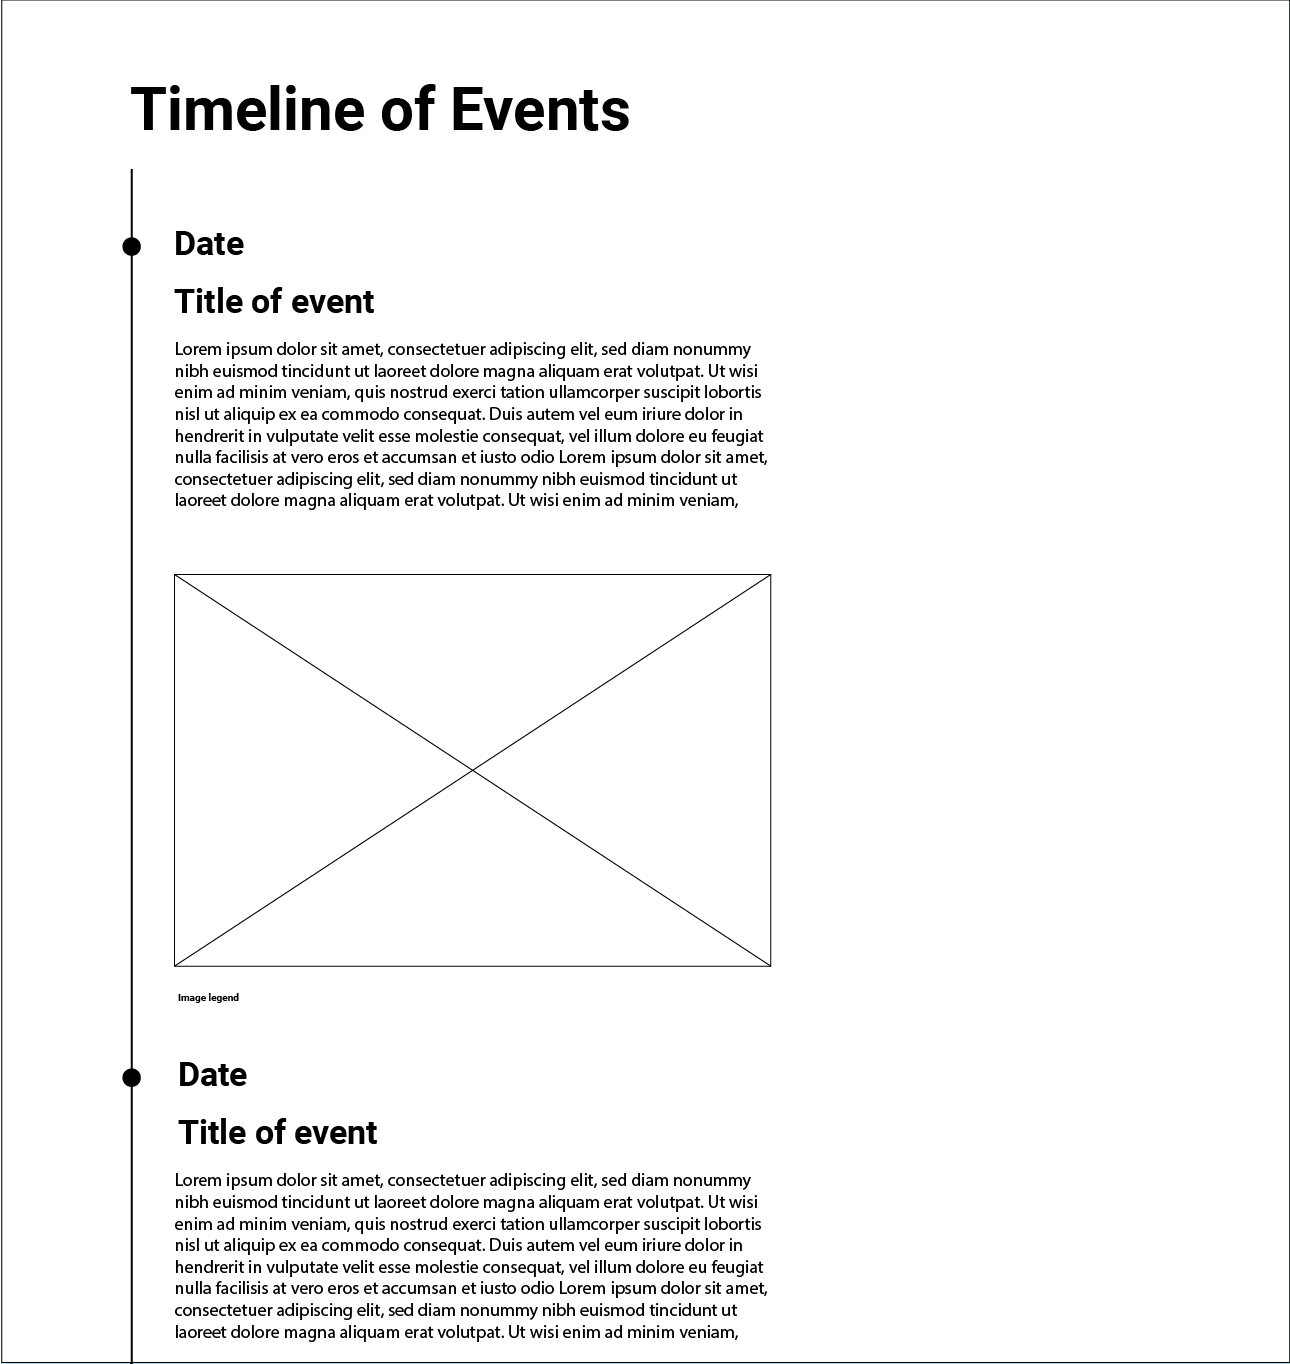 Timeline of Events
Date
Title of event
Lorem ipsum dolor sit amet, consectetuer adipiscing elit, sed diam nonummy
nibh euismod tincidunt ut laoreet dolore magna aliquam erat volutpat. Ut wisi
enim ad minim veniam, quis nostrud exerci tation ullamcorper suscipit lobortis
nisl ut aliquip ex ea commodo consequat. Duis autem vel eum iriure dolor in
hendrerit in vulputate velit esse molestie consequat, vel illum dolore eu feugiat
nulla facilisis at vero eros et accumsan et iusto odio Lorem ipsum dolor sit amet,
consectetuer adipiscing elit, sed diam nonummy nibh euismod tincidunt ut
laoreet dolore magna aliquam erat volutpat. Ut wisi enim ad minim veniam,
Image legend
Date
Title of event
Lorem ipsum dolor sit amet, consectetuer adipiscing elit, sed diam nonummy
nibh euismod tincidunt ut laoreet dolore magna aliquam erat volutpat. Ut wisi
enim ad minim veniam, quis nostrud exerci tation ullamcorper suscipit lobortis
nisl ut aliquip ex ea commodo consequat. Duis autem vel eum iriure dolor in
hendrerit in vulputate velit esse molestie consequat, vel illum dolore eu feugiat
nulla facilisis at vero eros et accumsan et iusto odio Lorem ipsum dolor sit amet,
consectetuer adipiscing elit, sed diam nonummy nibh euismod tincidunt ut
laoreet dolore magna aliquam erat volutpat. Ut wisi enim ad minim veniam,